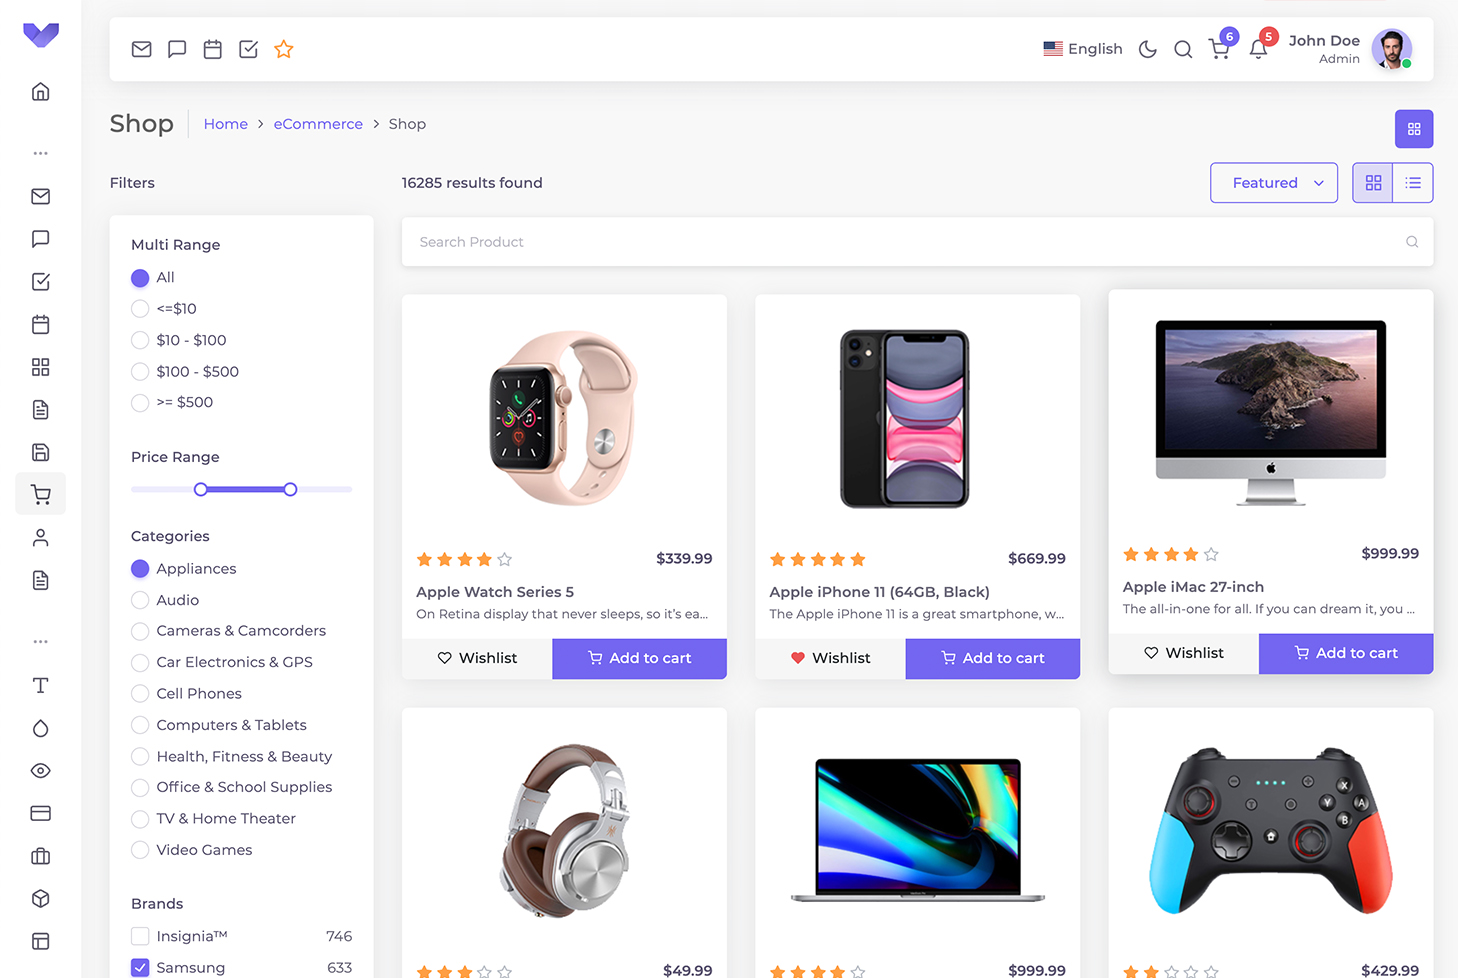 English
6
5
John Doe
Admin
Shop
Home > eCommerce > Shop
Filters
16285 results found
Featured
Multi Range
All
<=$10
$10 - $100
$100 - $500
>= $500
Price Range
Categories
Appliances
Audio
Cameras & Camcorders
Car Electronics & GPS
Cell Phones
Computers & Tablets
Health, Fitness & Beauty
Office & School Supplies
TV & Home Theater
Video Games
Brands
Insignia™ 746
Samsung 633
Search Product
$339.99
Apple Watch Series 5
On Retina display that never sleeps, so it’s ea...
Wishlist
Add to cart
$669.99
Apple iPhone 11 (64GB, Black)
The Apple iPhone 11 is a great smartphone, w...
Wishlist
Add to cart
$999.99
Apple iMac 27-inch
The all-in-one for all. If you can dream it, you ...
Wishlist
Add to cart
$49.99
$999.99
X
Y A
B
$429.99